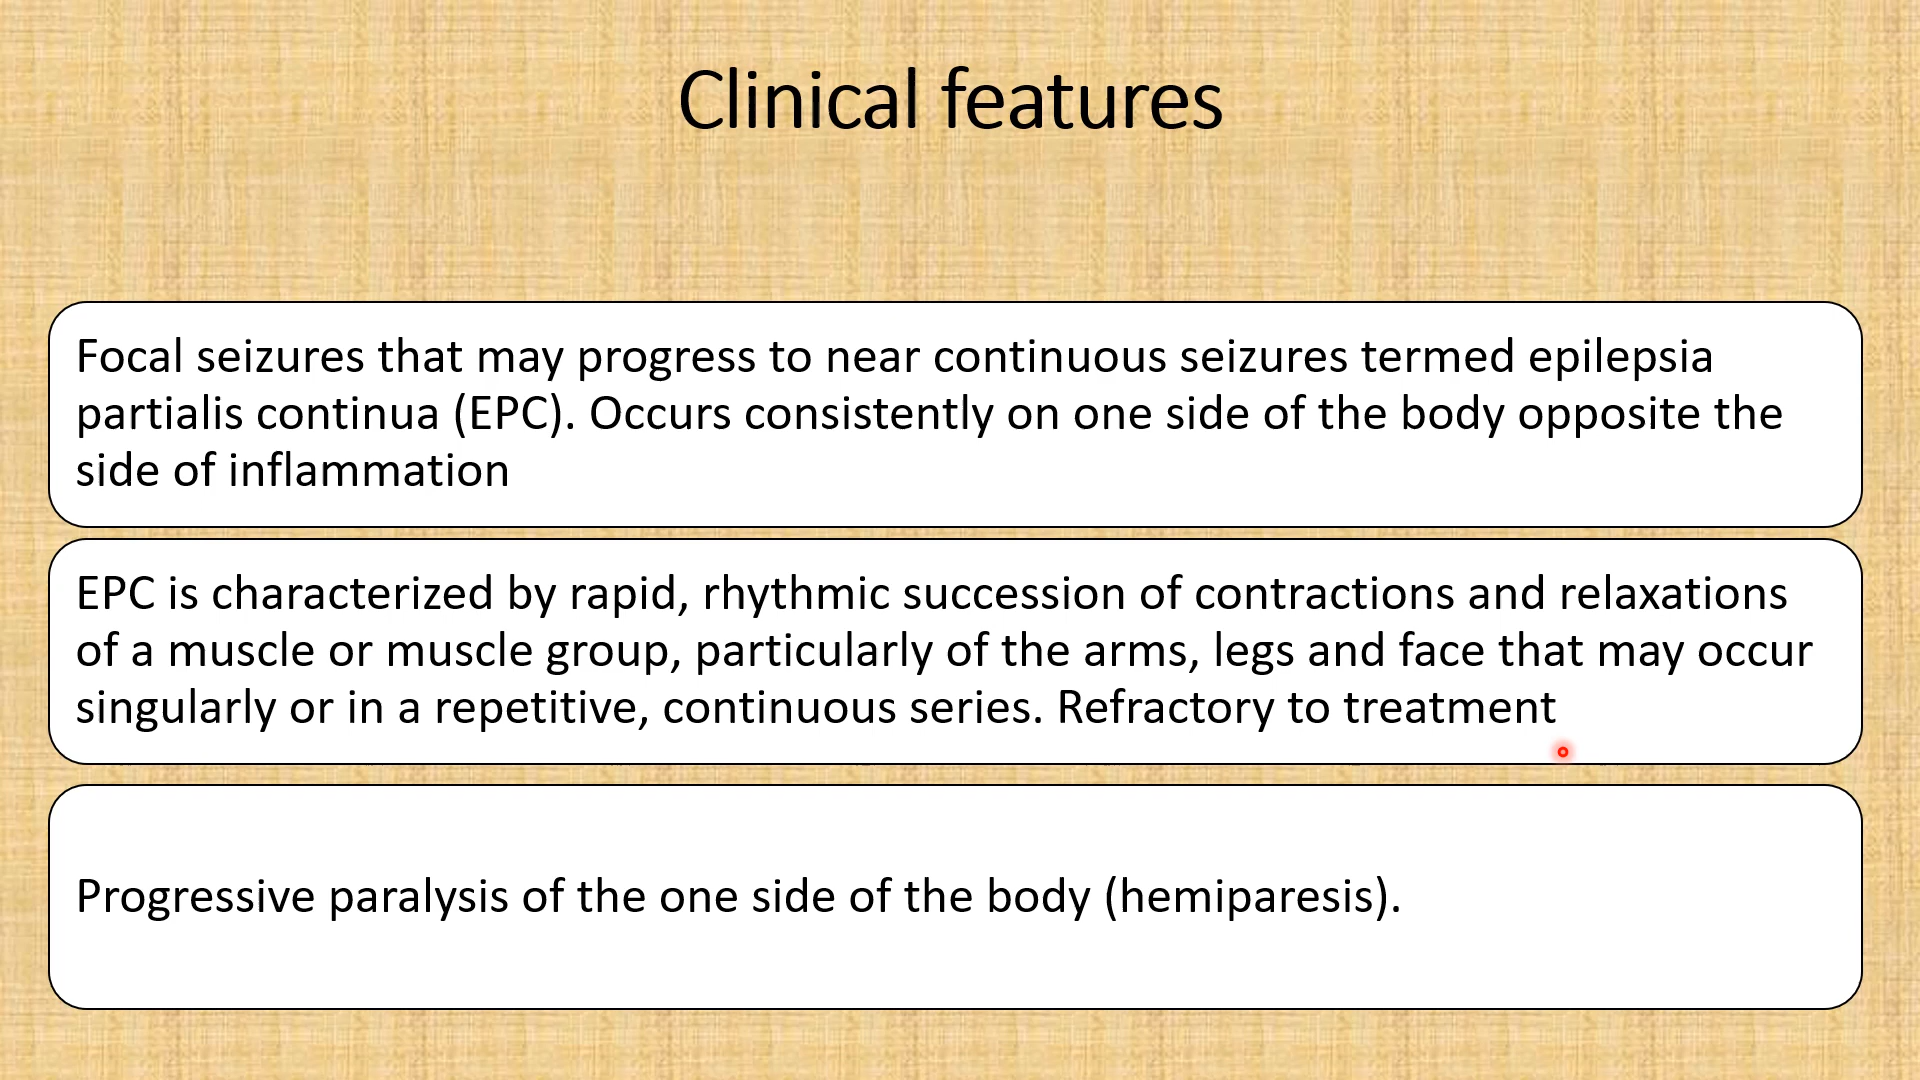 Clinical features
Focal seizures that may progress to near continuous seizures termed epilepsia
partialis continua (EPC). Occurs consistently on one side of the body opposite the
side of inflammation
EPC is characterized by rapid, rhythmic succession of contractions and relaxations
of a muscle or muscle group, particularly of the arms, legs and face that may occur
singularly or in a repetitive, continuous series. Refractory to treatment
Progressive paralysis of the one side of the body (hemiparesis).